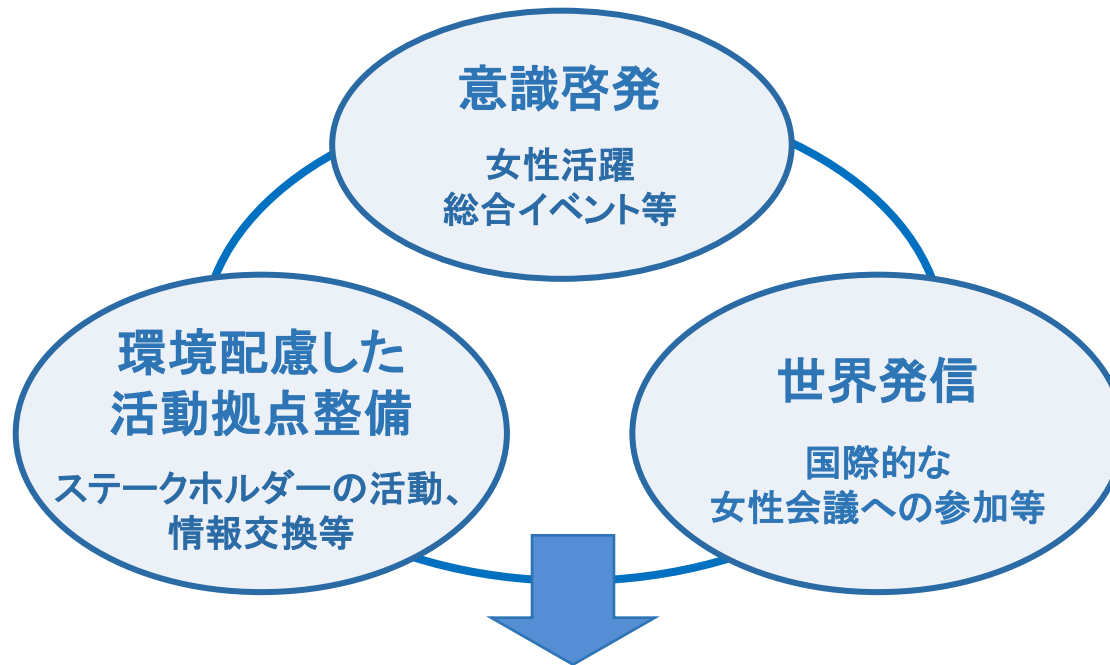 意識啓発
女性活躍
総合イベント等
環境配慮した
活動拠点整備
ステークホルダーの活動、
情報交換等
世界発信
国際的な
女性会議への参加等